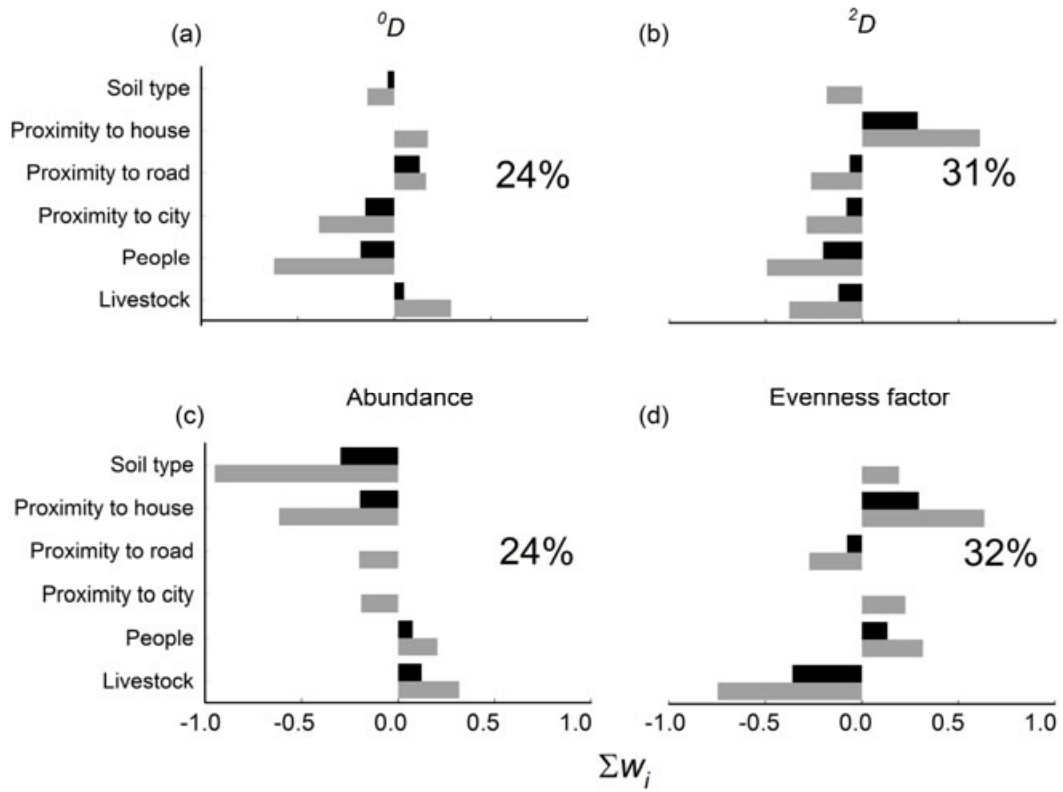 (a) ⁰D
Soil type
Proximity to house
Proximity to road
Proximity to city
People
Livestock
24%
(b) ²D
31%
(c) Abundance
Soil type
Proximity to house
Proximity to road
Proximity to city
People
Livestock
24%
-1.0 -0.5 0.0 0.5 1.0
(d) Evenness factor
32%
-1.0 -0.5 0.0 0.5 1.0
Σwᵢ